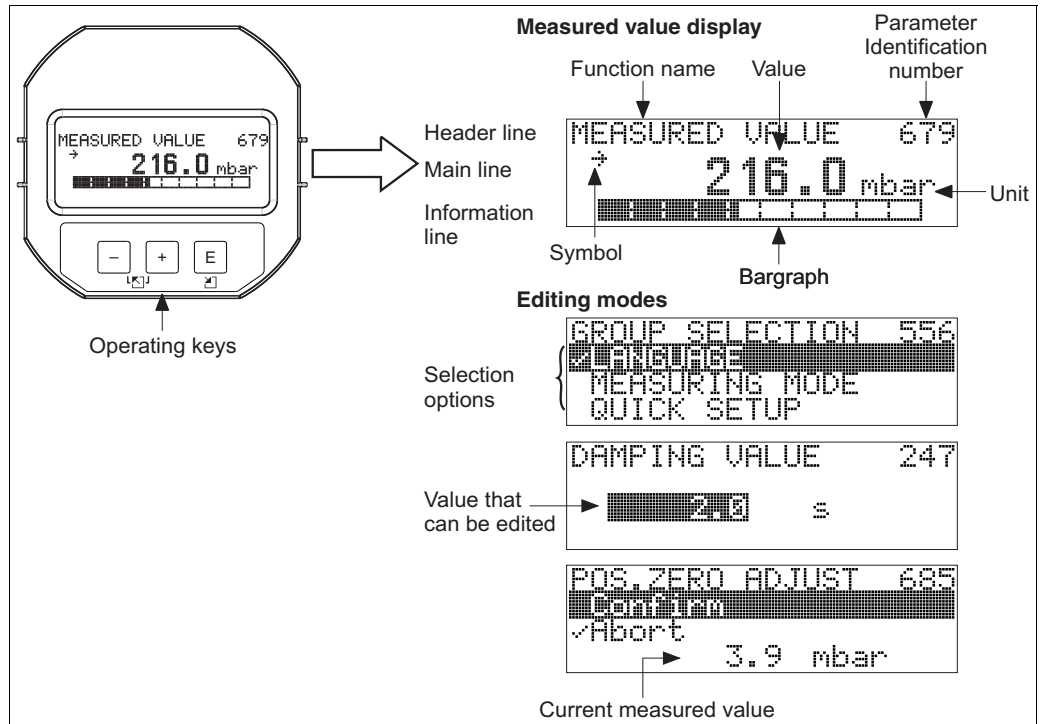 MEASURED VALUE 679
→ 216.0 mbar
– + E
Operating keys
Measured value display
Parameter
Identification
number
Function name
Value
Header line
Main line
Information
line
MEASURED VALUE 679
→ 216.0 mbar
Unit
Symbol
Bargraph
Editing modes
Selection
options
GROUP SELECTION 556
✓LANGUAGE
MEASURING MODE
QUICK SETUP
DAMPING VALUE 247
Value that
can be edited
2.0 s
POS.ZERO ADJUST 685
Confirm
✓Abort
3.9 mbar
Current measured value